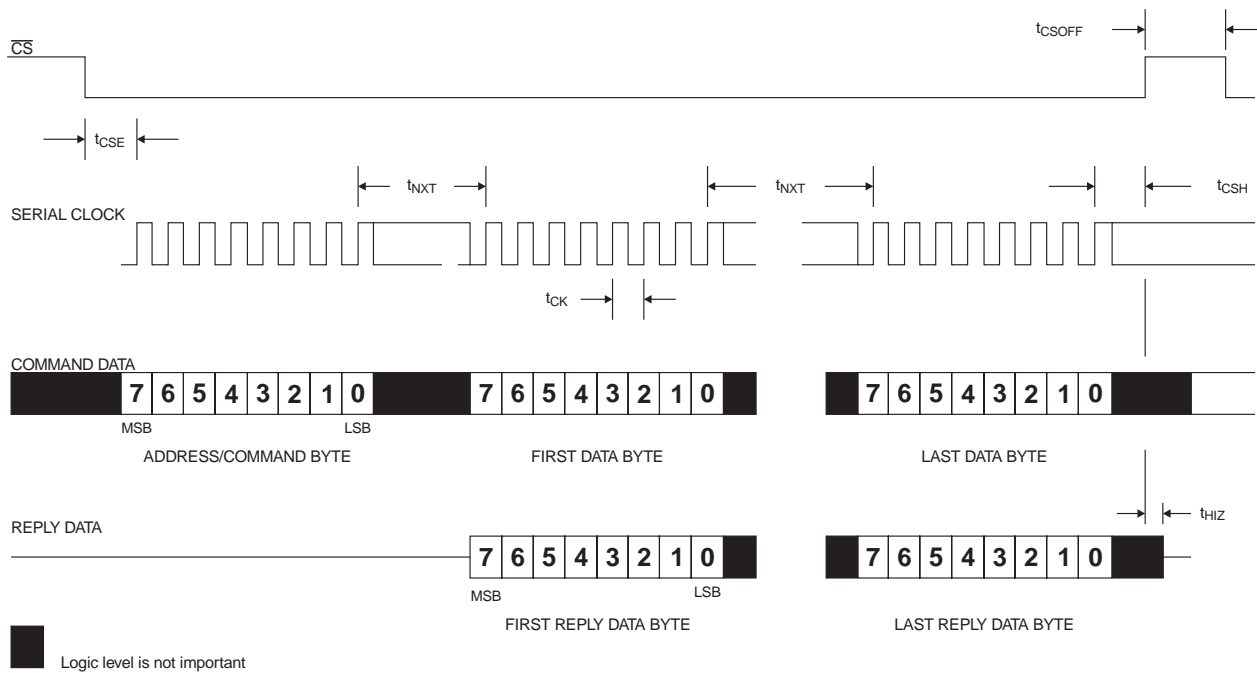 tCSOFF
CS
tCSE
tNXT
tNXT
tCSH
SERIAL CLOCK
tCK
COMMAND DATA
7 6 5 4 3 2 1 0 7 6 5 4 3 2 1 0 7 6 5 4 3 2 1 0
MSB LSB
ADDRESS/COMMAND BYTE FIRST DATA BYTE LAST DATA BYTE
tHIZ
REPLY DATA
7 6 5 4 3 2 1 0 7 6 5 4 3 2 1 0
MSB LSB
FIRST REPLY DATA BYTE LAST REPLY DATA BYTE
Logic level is not important